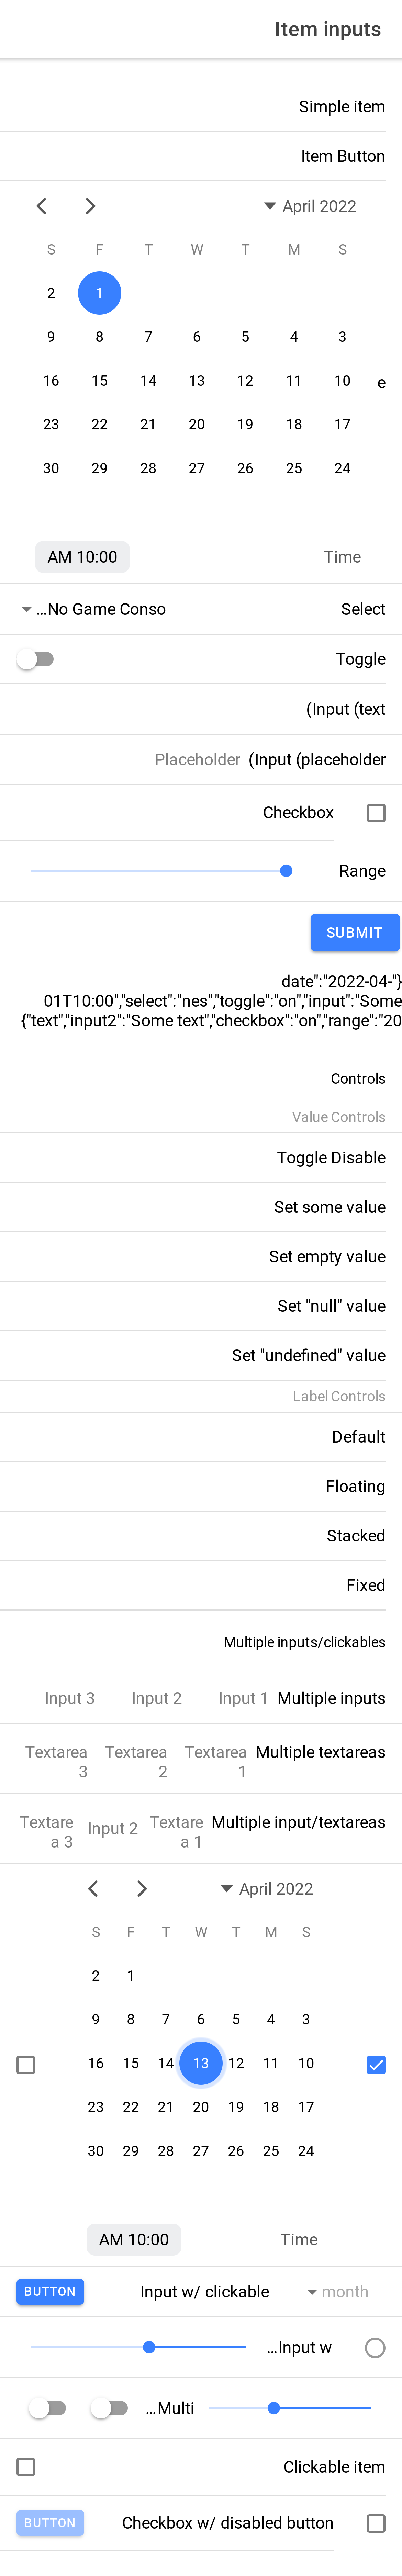 Item inputs
Simple item
Item Button
April 2022
S M T W T F S
1 2
3 4 5 6 7 8 9
e
10 11 12 13 14 15 16
17 18 19 20 21 22 23
24 25 26 27 28 29 30
Time AM 10:00
Select ...No Game Conso
Toggle
(Input (text
(Input (placeholder Placeholder
Checkbox
Range
SUBMIT
date":"2022-04-"}
01T10:00","select":"nes","toggle":"on","input":"Some
{"text","input2":"Some text","checkbox":"on","range":"20
Controls
Value Controls
Toggle Disable
Set some value
Set empty value
Set "null" value
Set "undefined" value
Label Controls
Default
Floating
Stacked
Fixed
Multiple inputs/clickables
Multiple inputs Input 1 Input 2 Input 3
Multiple textareas Textarea 1 Textarea 2 Textarea 3
Multiple input/textareas Textare
a 1 Input 2 Textare
a 3
April 2022
S M T W T F S
1 2
3 4 5 6 7 8 9
10 11 12 13 14 15 16
17 18 19 20 21 22 23
24 25 26 27 28 29 30
Time AM 10:00
month Input w/ clickable BUTTON
...Input w
...Multi
Clickable item
Checkbox w/ disabled button BUTTON